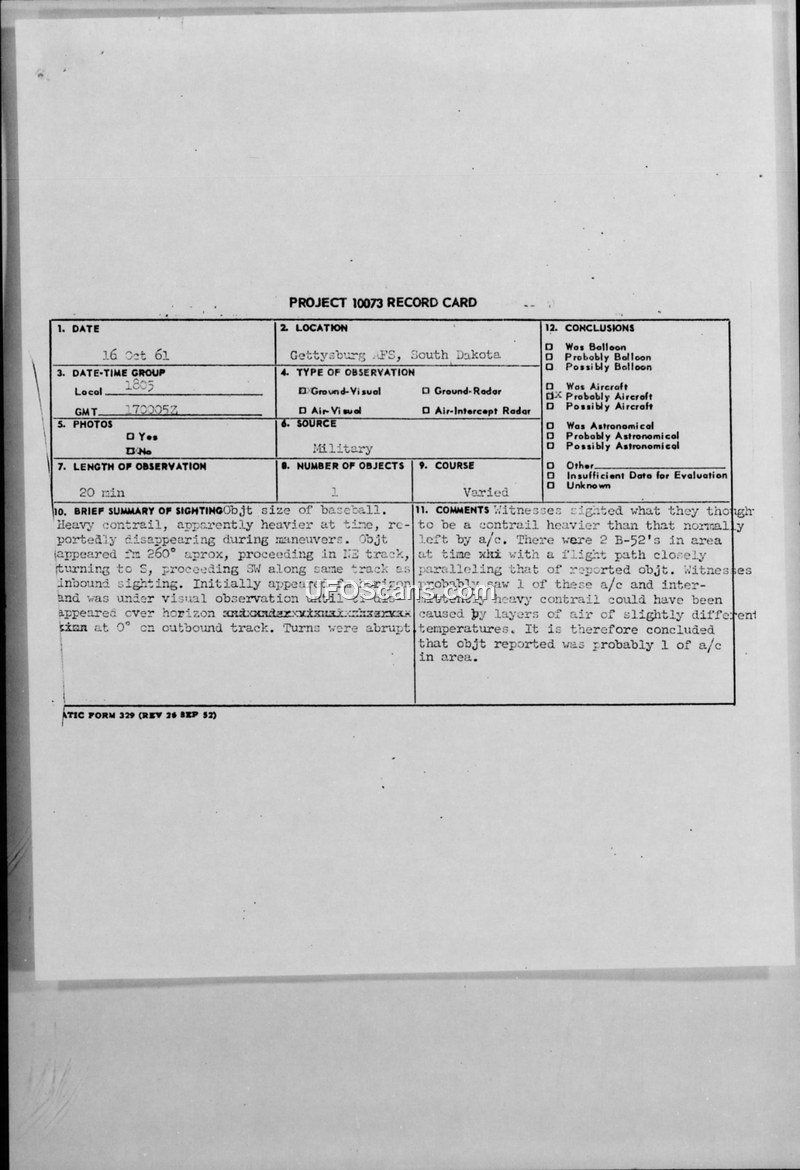 PROJECT 10073 RECORD CARD
1. DATE
16 Oct 61
2. LOCATION
Gettysburg AFS, South Dakota
3. DATE-TIME GROUP
Local 1805
GMT 170005Z
4. TYPE OF OBSERVATION
☒ Ground-Visual ☐ Ground-Radar
☐ Air-Visual ☐ Air-Intercept Radar
5. PHOTOS
☐ Yes
☒ No
6. SOURCE
Military
7. LENGTH OF OBSERVATION
20 min
8. NUMBER OF OBJECTS
1
9. COURSE
Varied
10. BRIEF SUMMARY OF SIGHTING Objt size of baseball.
Heavy contrail, apparently heavier at time, re-
portedly disappearing during maneuvers. Objt
appeared fm 260° aprox, proceeding in NE track,
turning to S, proceeding SW along same track as
inbound sighting. Initially appeared
and was under visual observation
appeared over horizon
at 0° on outbound track. Turns were abrupt
11. COMMENTS Witnesses sighted what they though
to be a contrail heavier than that normally
left by a/c. There were 2 B-52's in area
at time with a flight path closely
paralleling that of reported objt. Witnesses
probably saw 1 of these a/c and inter-
mittently heavy contrail could have been
caused by layers of air of slightly different
temperatures. It is therefore concluded
that objt reported was probably 1 of a/c
in area.
12. CONCLUSIONS
☐ Was Balloon
☐ Probably Balloon
☐ Possibly Balloon
☐ Was Aircraft
☒ Probably Aircraft
☐ Possibly Aircraft
☐ Was Astronomical
☐ Probably Astronomical
☐ Possibly Astronomical
☐ Other
☐ Insufficient Data for Evaluation
☐ Unknown
ATIC FORM 329 (REV 26 SEP 52)
UFOScans.com